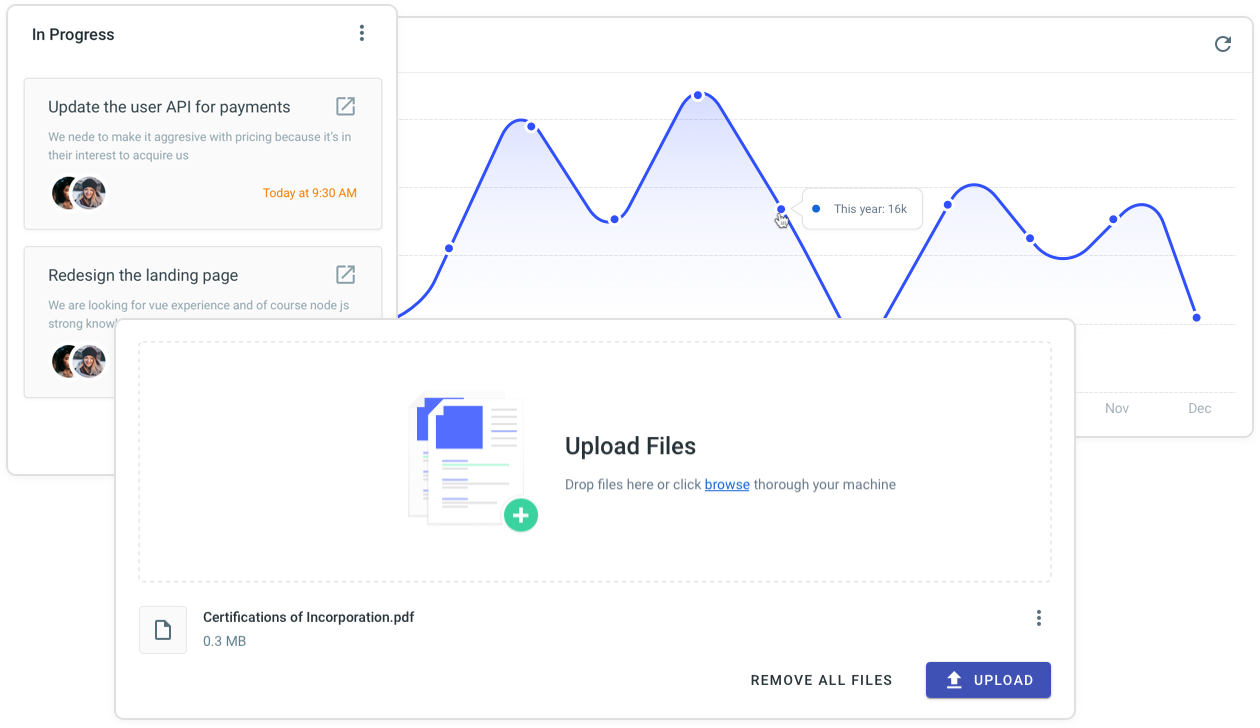 In Progress
Update the user API for payments
We nede to make it aggresive with pricing because it's in
their interest to acquire us
Today at 9:30 AM
Redesign the landing page
We are looking for vue experience and of course node js
strong
This year: 16k
Nov
Dec
Upload Files
Drop files here or click browse thorough your machine
Certifications of Incorporation.pdf
0.3 MB
REMOVE ALL FILES
UPLOAD